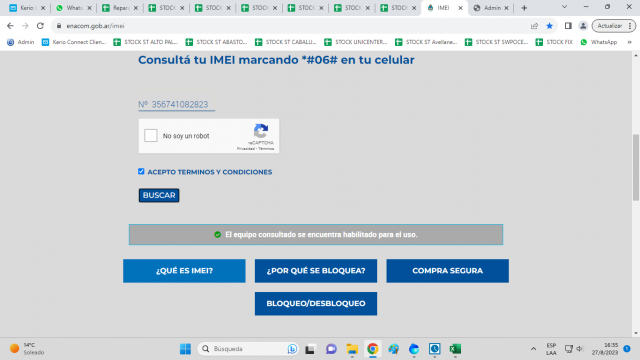 Kerio
Whats
Repara
STOCK
STOCK
STOCK
STOCK
STOCK
STOCK
IMEI
Admin
enacom.gob.ar/imei
Actualizar
Admin
Kerio Connect Clien...
STOCK ST ALTO PAL...
STOCK ST ABASTO...
STOCK ST CABALLI...
STOCK UNICENTER...
STOCK ST Avellane...
STOCK ST SWPOCE...
STOCK FIX
WhatsApp
»
Consultá tu IMEI marcando *#06# en tu celular
Nº 356741082823
No soy un robot
reCAPTCHA
Privacidad - Términos
ACEPTO TERMINOS Y CONDICIONES
BUSCAR
El equipo consultado se encuentra habilitado para el uso.
¿QUÉ ES IMEI?
¿POR QUÉ SE BLOQUEA?
COMPRA SEGURA
BLOQUEO/DESBLOQUEO
14°C
Soleado
Búsqueda
ESP
LAA
16:35
27/8/2023